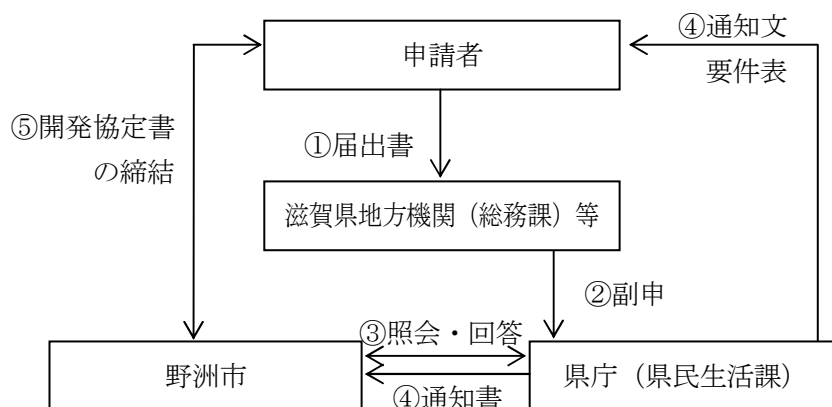 ④通知文
要件表
申請者
⑤開発協定書
の締結
①届出書
滋賀県地方機関（総務課）等
②副申
③照会・回答
野洲市
県庁（県民生活課）
④通知書